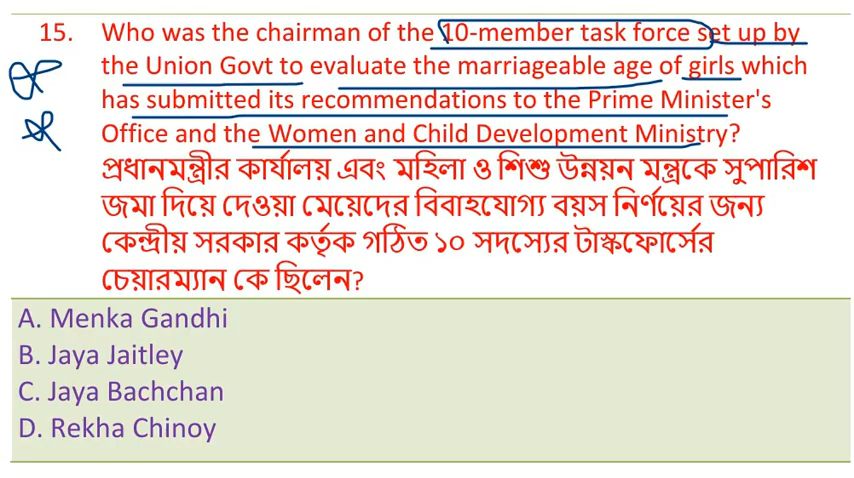 15. Who was the chairman of the 10-member task force set up by
the Union Govt to evaluate the marriageable age of girls which
has submitted its recommendations to the Prime Minister's
Office and the Women and Child Development Ministry?
প্রধানমন্ত্রীর কার্যালয় এবং মহিলা ও শিশু উন্নয়ন মন্ত্রকে সুপারিশ
জমা দিয়ে দেওয়া মেয়েদের বিবাহযোগ্য বয়স নির্ণয়ের জন্য
কেন্দ্রীয় সরকার কর্তৃক গঠিত ১০ সদস্যের টাস্কফোর্সের
চেয়ারম্যান কে ছিলেন?
A. Menka Gandhi
B. Jaya Jaitley
C. Jaya Bachchan
D. Rekha Chinoy